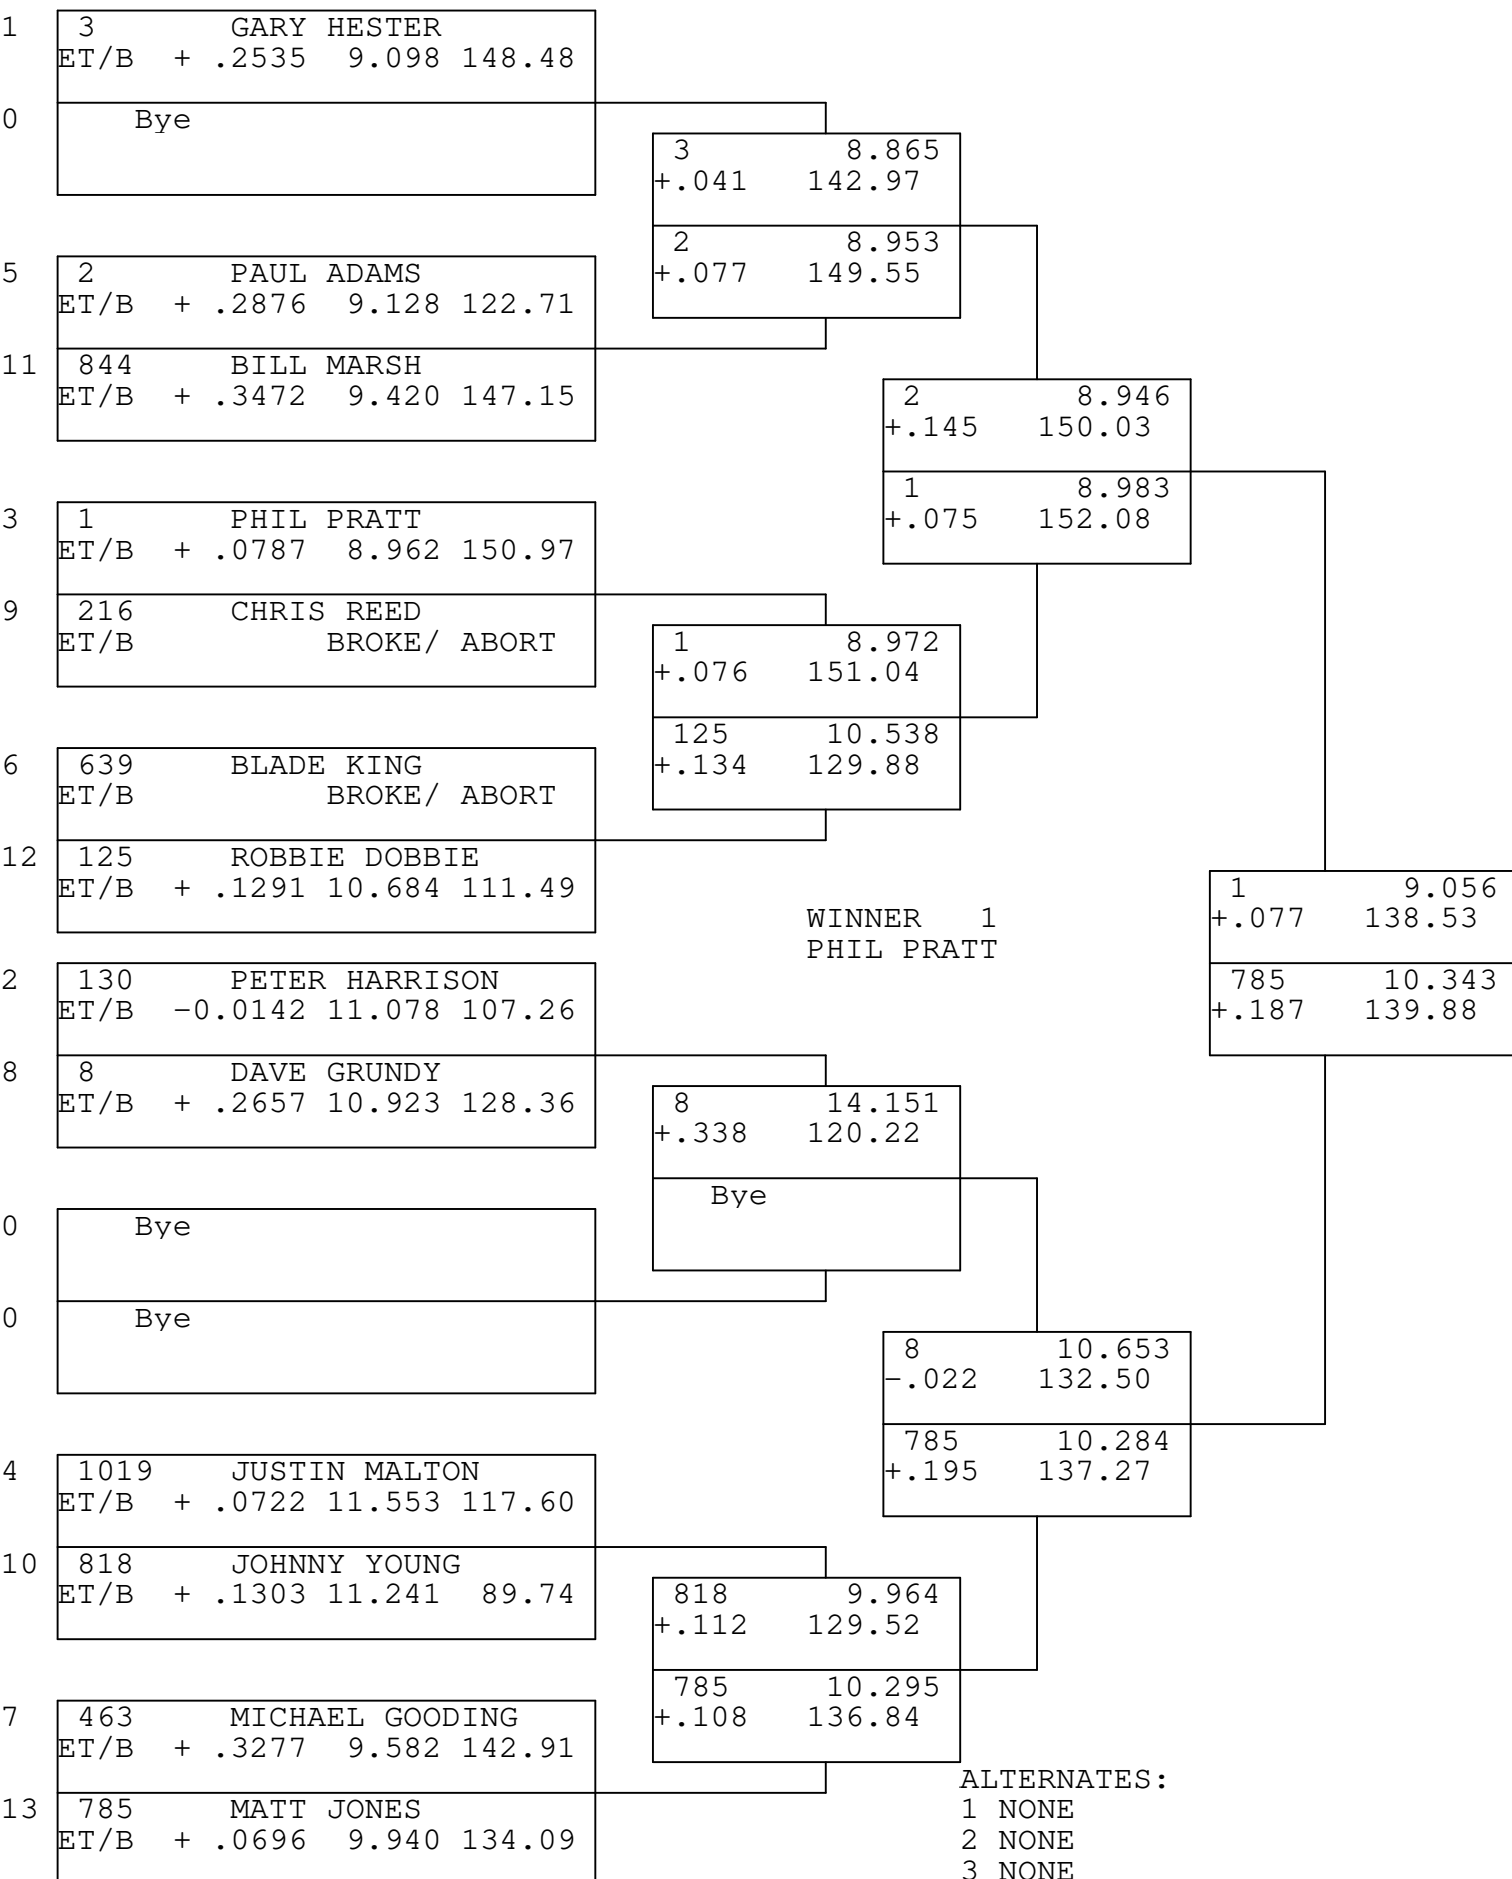 1 3 GARY HESTER
ET/B + .2535 9.098 148.48
0 Bye
5 2 PAUL ADAMS
ET/B + .2876 9.128 122.71
11 844 BILL MARSH
ET/B + .3472 9.420 147.15
3 1 PHIL PRATT
ET/B + .0787 8.962 150.97
9 216 CHRIS REED
ET/B BROKE/ ABORT
6 639 BLADE KING
ET/B BROKE/ ABORT
12 125 ROBBIE DOBBIE
ET/B + .1291 10.684 111.49
2 130 PETER HARRISON
ET/B -0.0142 11.078 107.26
8 8 DAVE GRUNDY
ET/B + .2657 10.923 128.36
0 Bye
0 Bye
4 1019 JUSTIN MALTON
ET/B + .0722 11.553 117.60
10 818 JOHNNY YOUNG
ET/B + .1303 11.241 89.74
7 463 MICHAEL GOODING
ET/B + .3277 9.582 142.91
13 785 MATT JONES
ET/B + .0696 9.940 134.09
3 8.865
+.041 142.97
2 8.953
+.077 149.55
1 8.972
+.076 151.04
125 10.538
+.134 129.88
8 14.151
+.338 120.22
Bye
818 9.964
+.112 129.52
785 10.295
+.108 136.84
2 8.946
+.145 150.03
1 8.983
+.075 152.08
8 10.653
-.022 132.50
785 10.284
+.195 137.27
1 9.056
+.077 138.53
785 10.343
+.187 139.88
WINNER 1
PHIL PRATT
ALTERNATES:
1 NONE
2 NONE
3 NONE